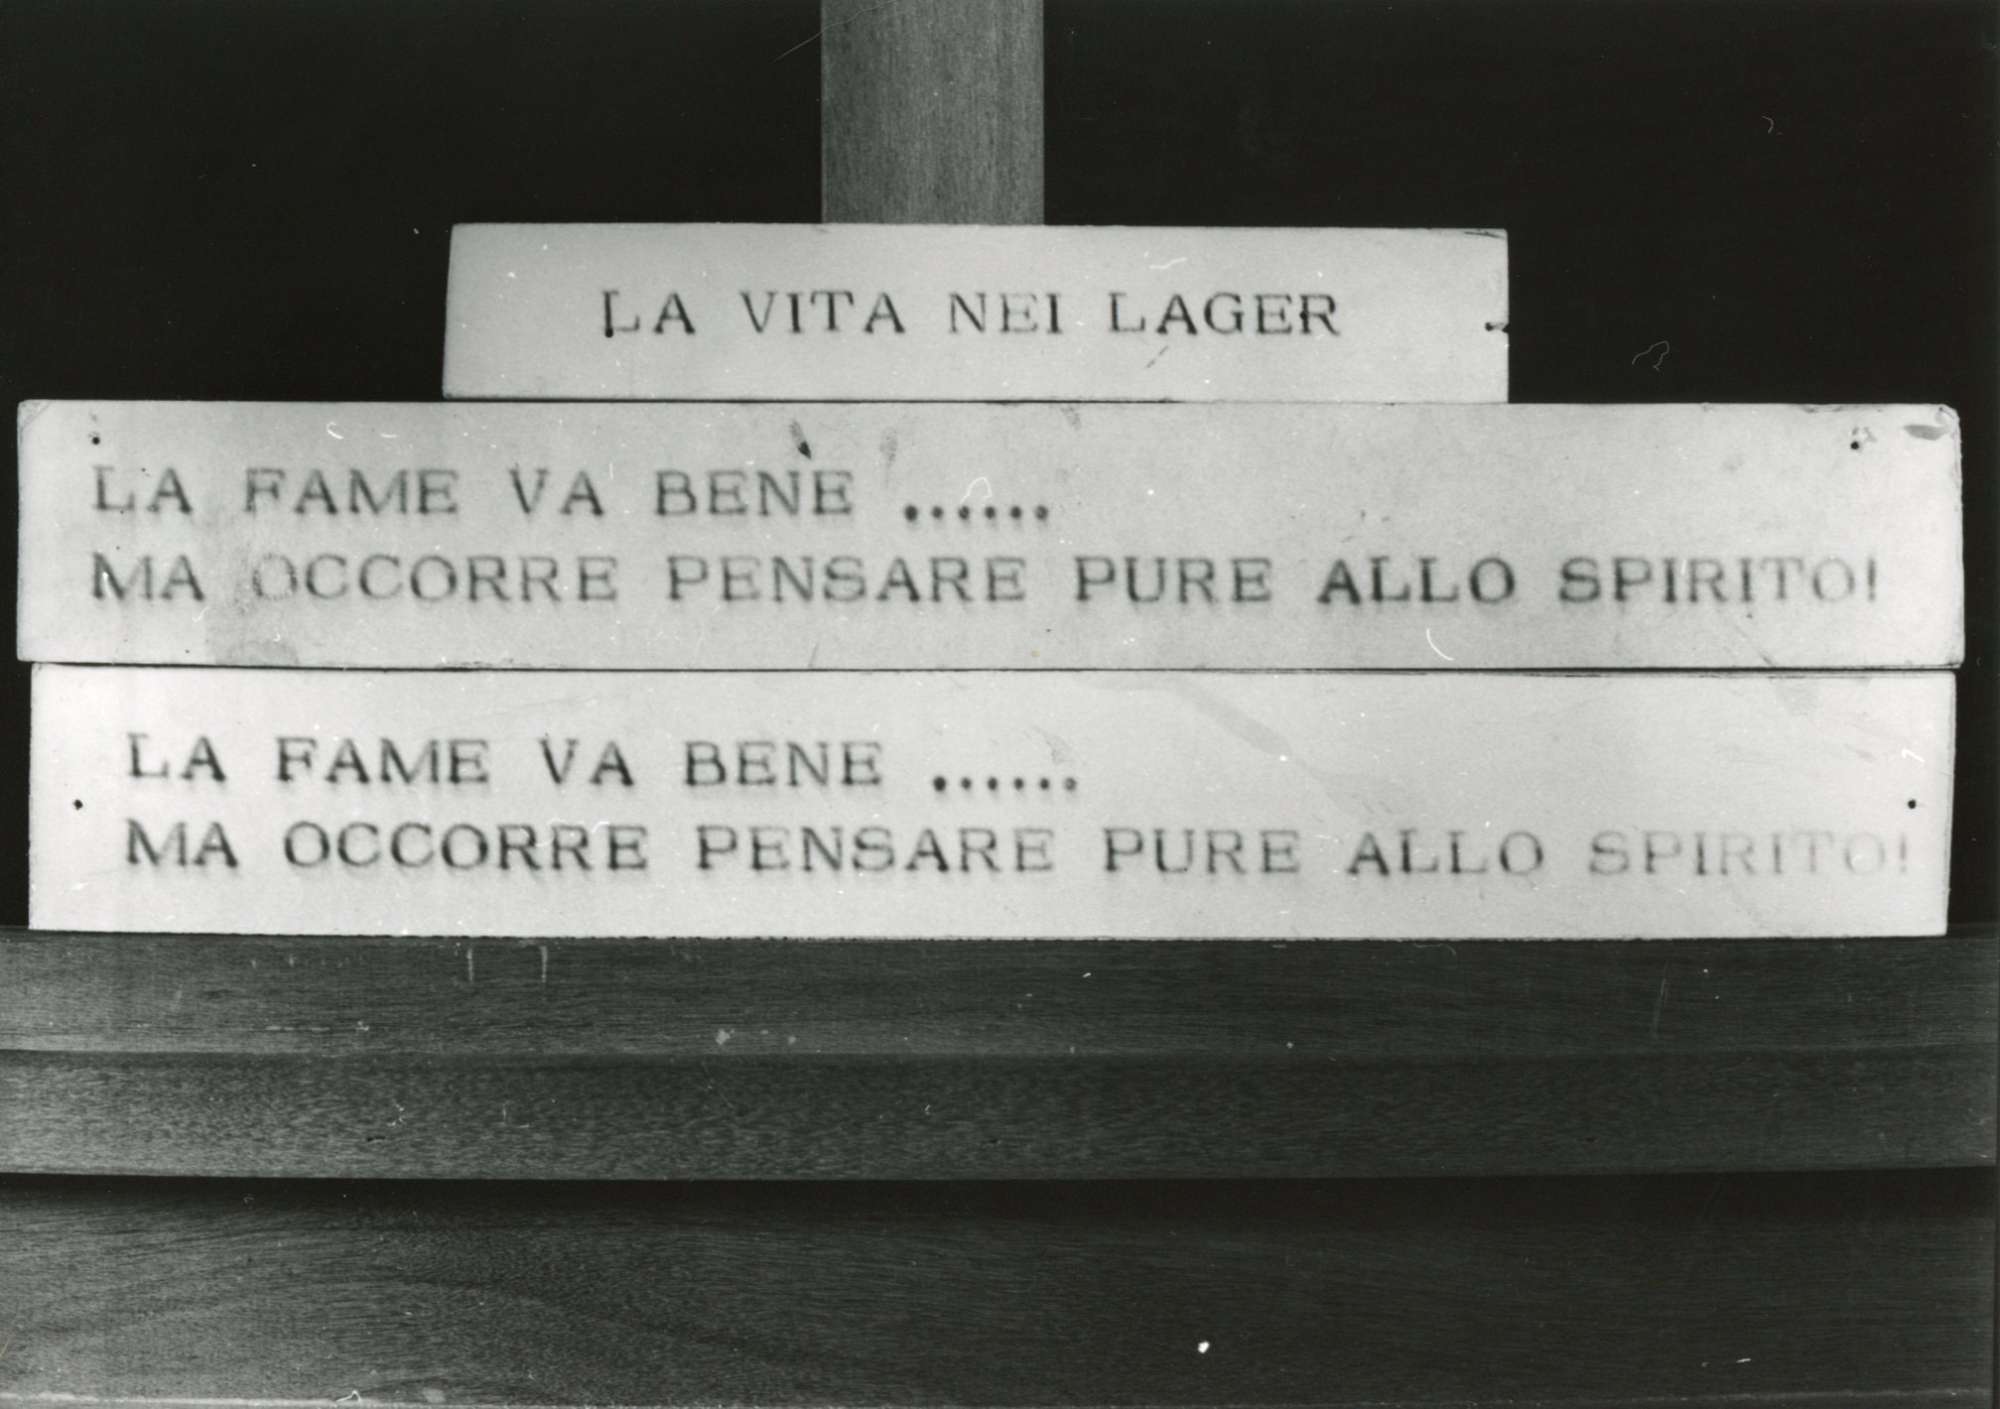 LA VITA NEI LAGER
LA FAME VA BENE ......
MA OCCORRE PENSARE PURE ALLO SPIRITO!
LA FAME VA BENE ......
MA OCCORRE PENSARE PURE ALLO SPIRITO!